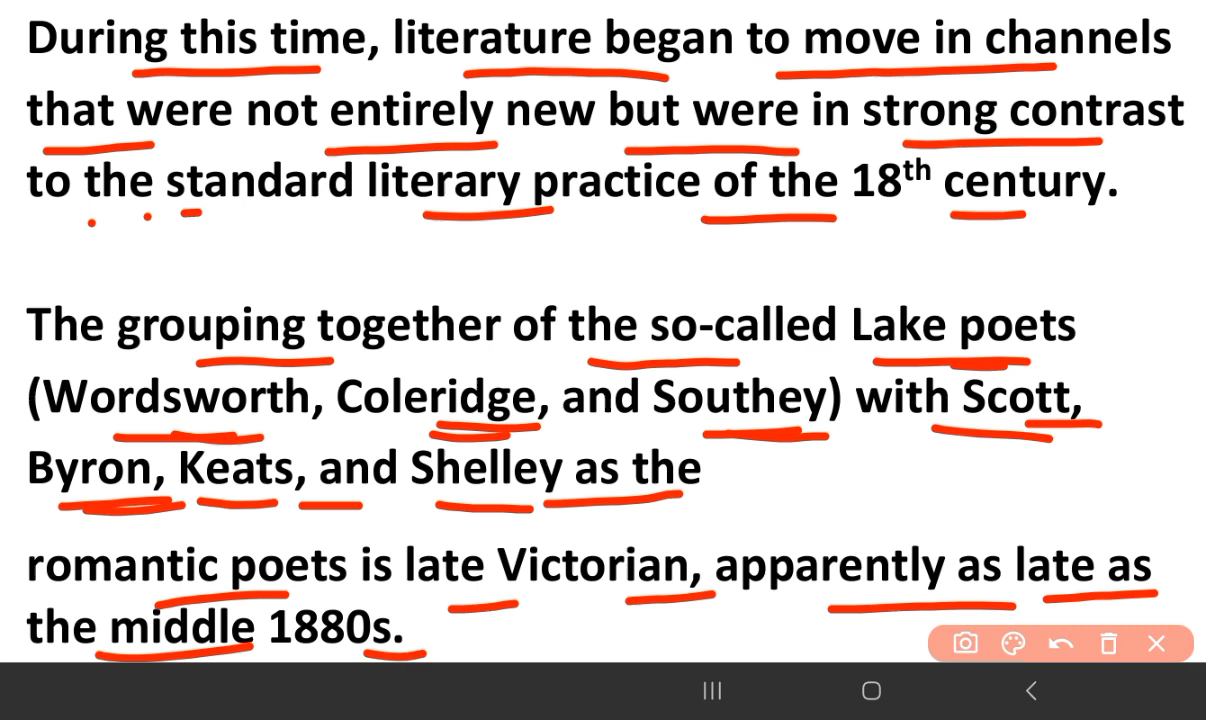 During this time, literature began to move in channels
that were not entirely new but were in strong contrast
to the standard literary practice of the 18th century.
The grouping together of the so-called Lake poets
(Wordsworth, Coleridge, and Southey) with Scott,
Byron, Keats, and Shelley as the
romantic poets is late Victorian, apparently as late as
the middle 1880s.